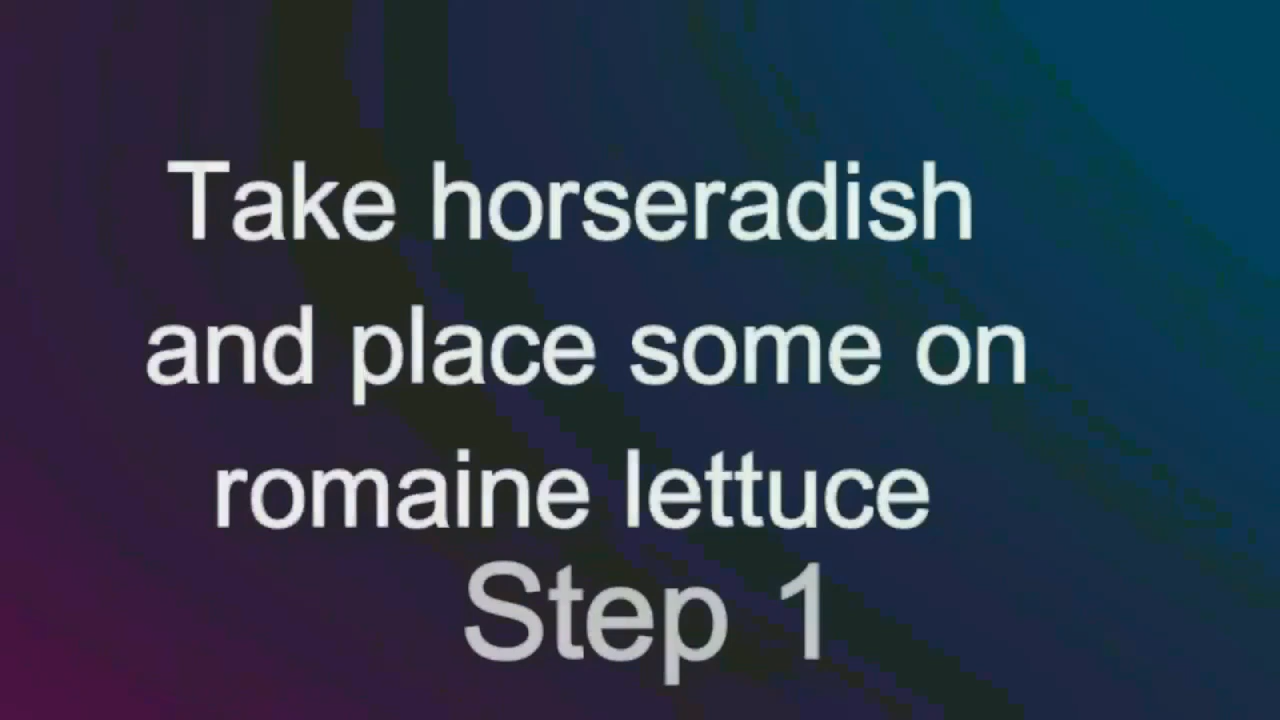 Take horseradish
and place some on
romaine lettuce
Step 1